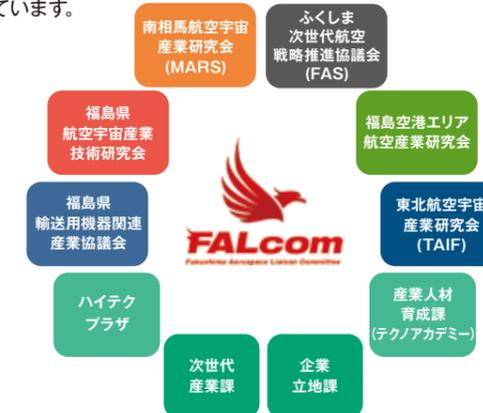 ています。
南相馬航空宇宙
産業研究会
(MARS)
ふくしま
次世代航空
戦略推進協議会
(FAS)
福島県
航空宇宙産業
技術研究会
福島空港エリア
航空産業研究会
福島県
輸送用機器関連
産業協議会
FALcom
Fukushima Aerospace Liaison Committee
東北航空宇宙
産業研究会
(TAIF)
ハイテク
プラザ
産業人材
育成課
(テクノアカデミー)
次世代
産業課
企業
立地課